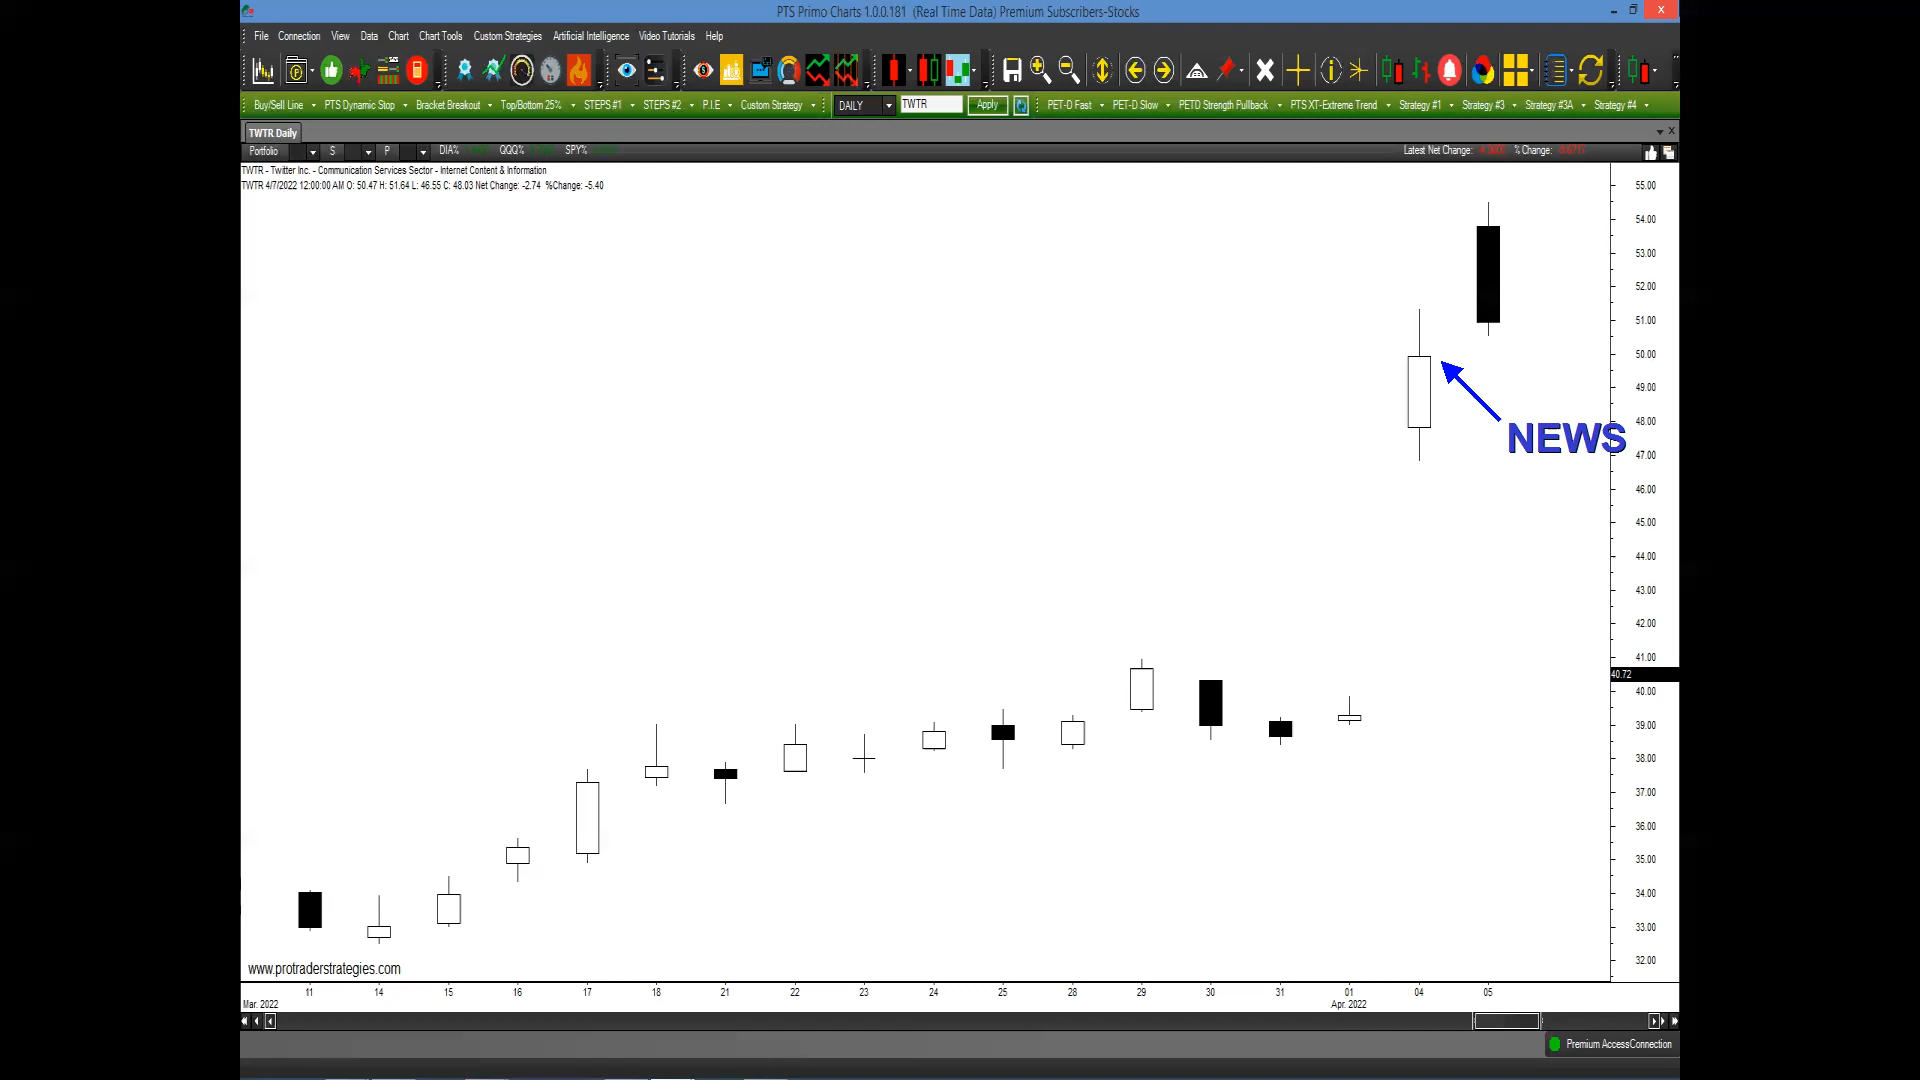 PTS Primo Charts 1.0.0.181 (Real Time Data) Premium Subscribers-Stocks
File Connection View Data Chart Chart Tools Custom Strategies Artificial Intelligence Video Tutorials Help
Buy/Sell Line PTS Dynamic Stop Bracket Breakout Top/Bottom 25% STEPS #1 STEPS #2 P.I.E Custom Strategy DAILY TWTR Apply PET-D Fast PET-D Slow PETD Strength Pullback PTS XT-Extreme Trend Strategy #1 Strategy #3 Strategy #3A Strategy #4
TWTR Daily
Portfolio S P DIA% QQQ% SPY% Latest Net Change: % Change:
TWTR - Twitter Inc. - Communication Services Sector - Internet Content & Information
TWTR 4/7/2022 12:00:00 AM O: 50.47 H: 51.64 L: 46.55 C: 48.03 Net Change: -2.74 %Change: -5.40
55.00
54.00
53.00
52.00
51.00
50.00
49.00
48.00
NEWS
47.00
46.00
45.00
44.00
43.00
42.00
41.00
40.72
40.00
39.00
38.00
37.00
36.00
35.00
34.00
33.00
32.00
www.protraderstrategies.com
11 14 15 16 17 18 21 22 23 24 25 28 29 30 31 01 04 05
Mar. 2022 Apr. 2022
Premium AccessConnection